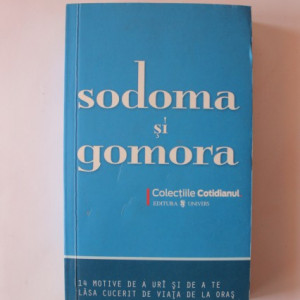 sodoma
și
gomora
Colecțiile Cotidianul
EDITURA UNIVERS
14 MOTIVE DE A URÎ ȘI DE A TE
LĂSA CUCERIT DE VIAȚA DE LA ORAȘ